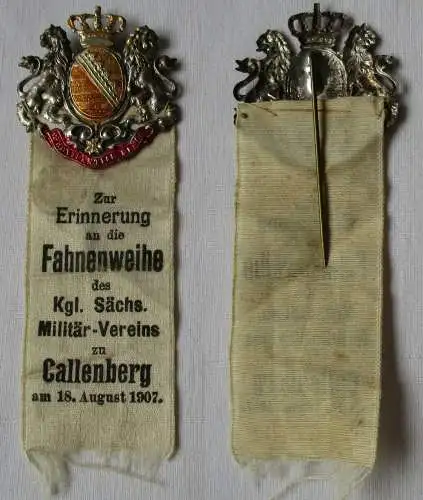 Zur
Erinnerung
an die
Fahnenweihe
des
Kgl. Sächs.
Militär-Vereins
zu
Callenberg
am 18. August 1907.